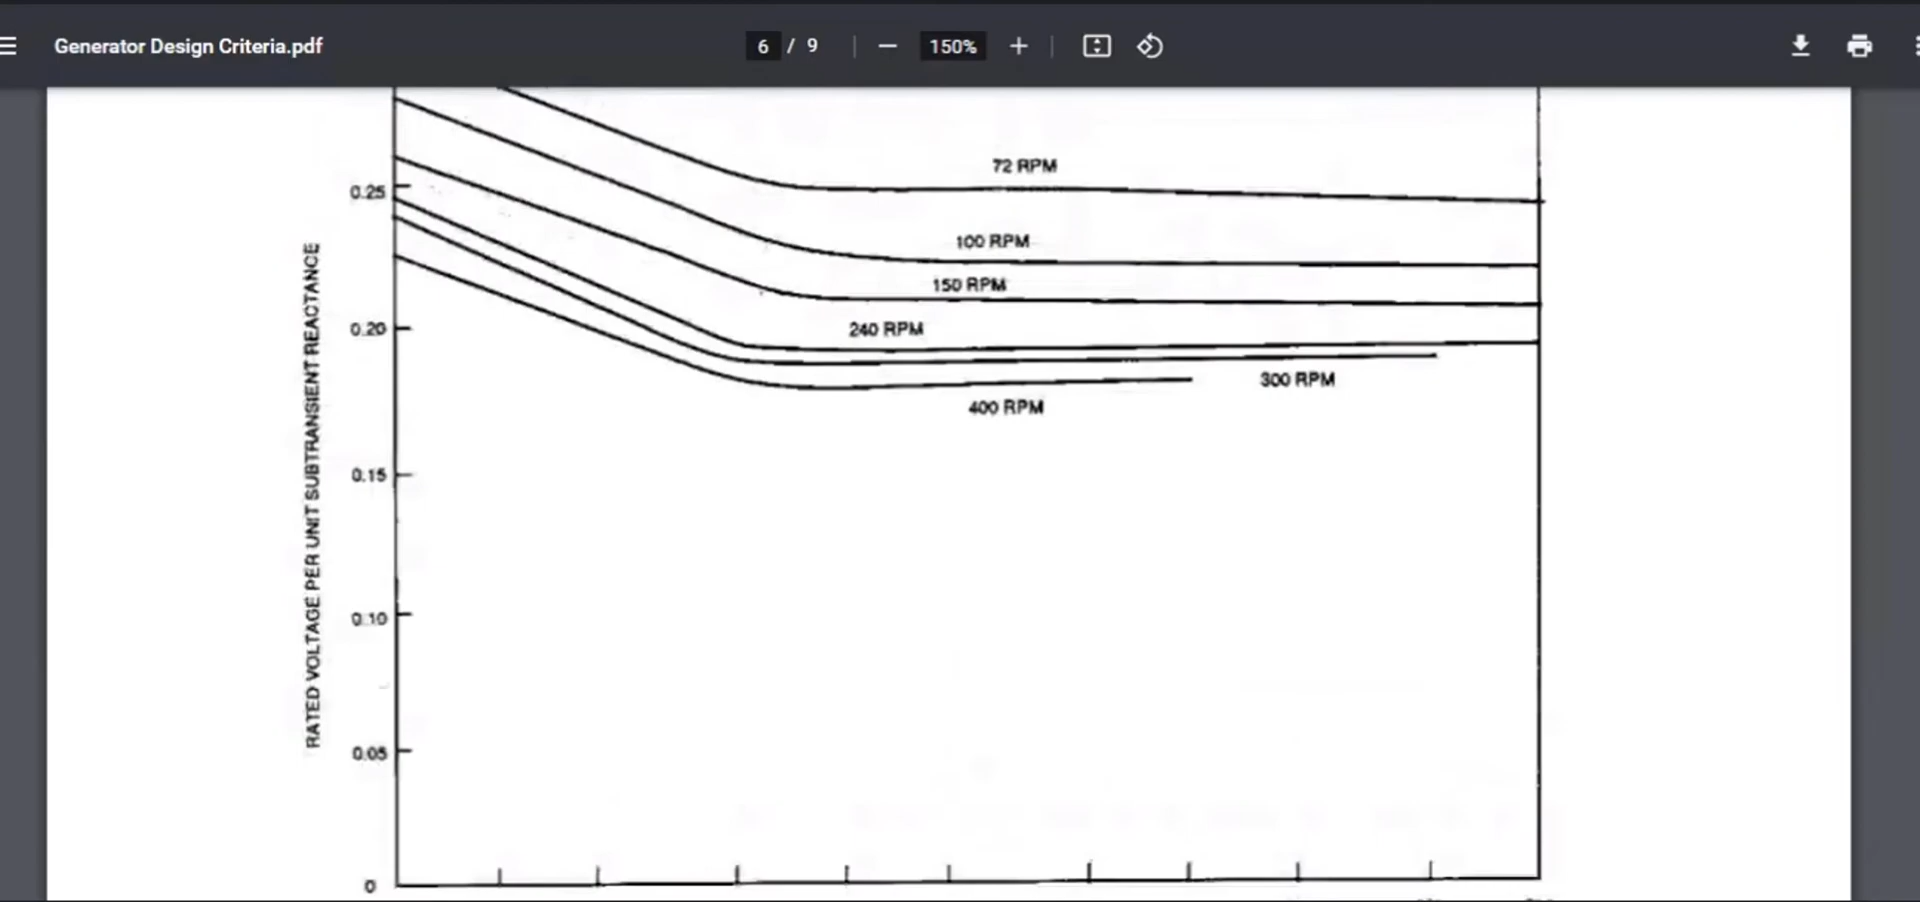 Generator Design Criteria.pdf
6 / 9
150%
72 RPM
0.25
100 RPM
150 RPM
0.20
240 RPM
300 RPM
400 RPM
RATED VOLTAGE PER UNIT SUBTRANSIENT REACTANCE
0.15
0.10
0.05
0